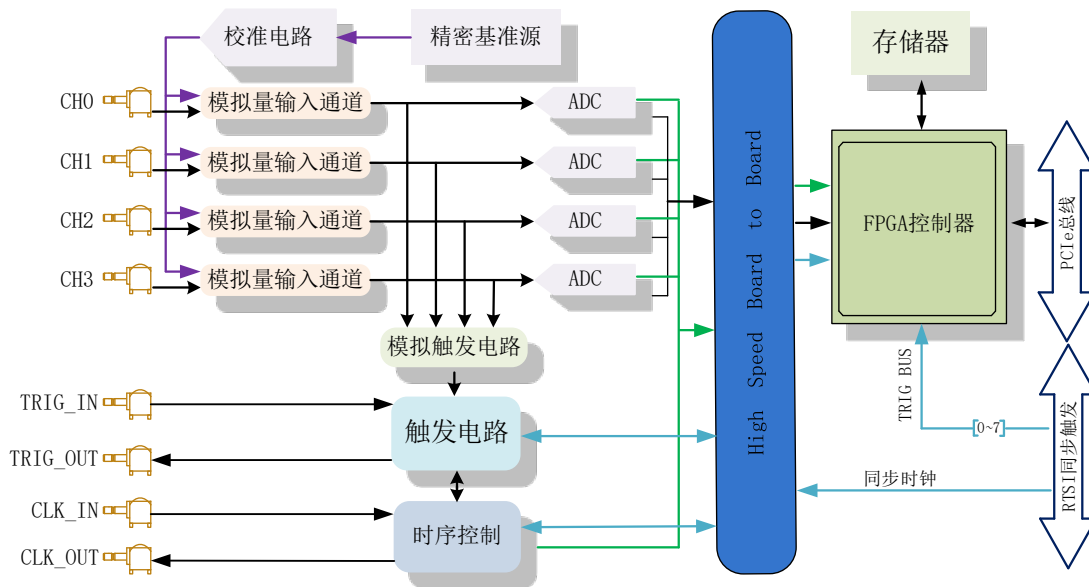 校准电路
精密基准源
存储器
CH0
模拟量输入通道
ADC
CH1
模拟量输入通道
ADC
CH2
模拟量输入通道
ADC
CH3
模拟量输入通道
ADC
High Speed Board to Board
FPGA控制器
PCIe总线
模拟触发电路
TRIG BUS
[0~7]
RTSI同步触发
TRIG_IN
触发电路
TRIG_OUT
同步时钟
CLK_IN
时序控制
CLK_OUT